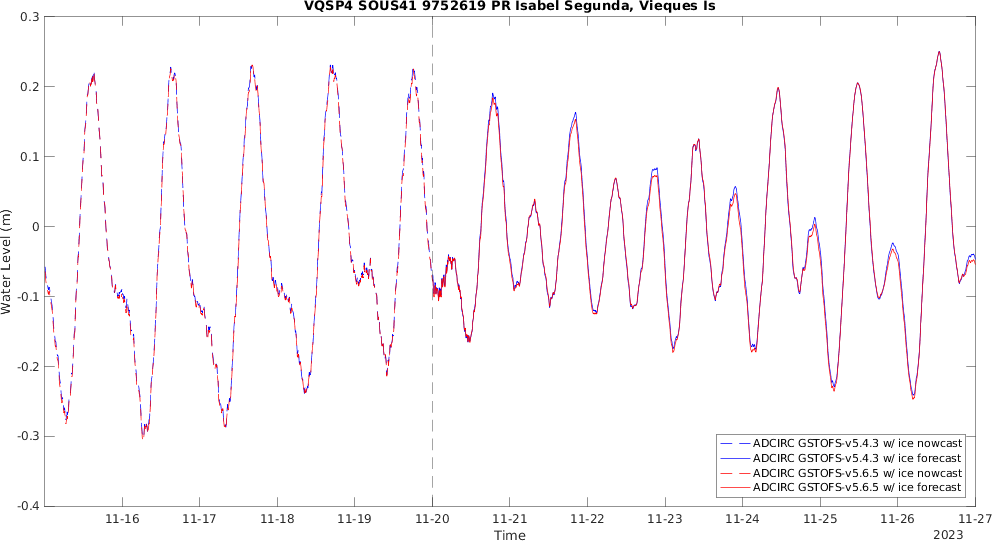 VQSP4 SOUS41 9752619 PR Isabel Segunda, Vieques Is
0.3
0.2
0.1
0
-0.1
-0.2
-0.3
-0.4
Water Level (m)
11-16 11-17 11-18 11-19 11-20 11-21 11-22 11-23 11-24 11-25 11-26 11-27
Time
2023
ADCIRC GSTOFS-v5.4.3 w/ ice nowcast
ADCIRC GSTOFS-v5.4.3 w/ ice forecast
ADCIRC GSTOFS-v5.6.5 w/ ice nowcast
ADCIRC GSTOFS-v5.6.5 w/ ice forecast